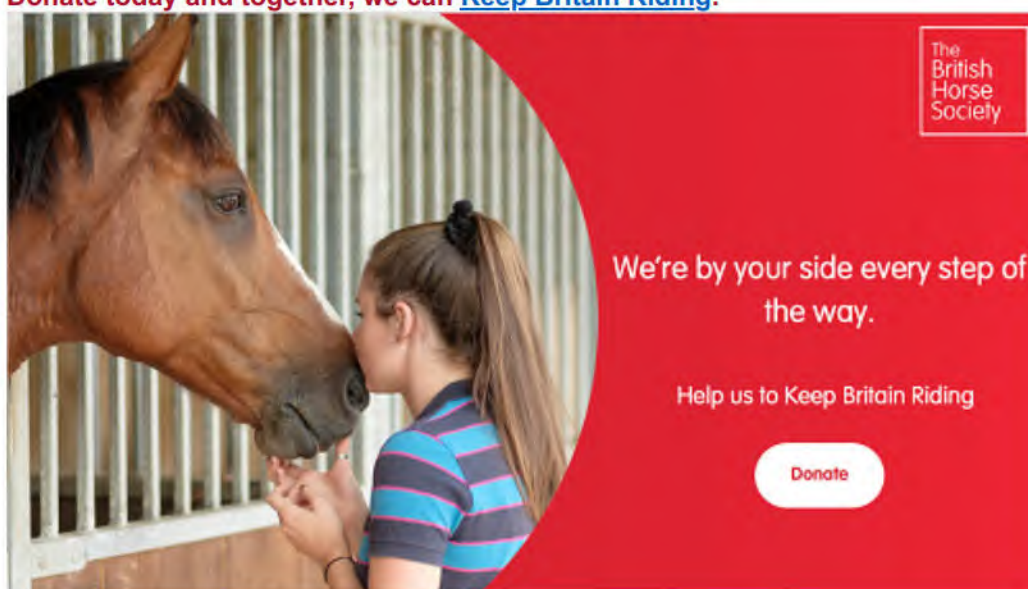 Donate today and together, we can Keep Britain Riding.
The
British
Horse
Society
We're by your side every step of
the way.
Help us to Keep Britain Riding
Donate